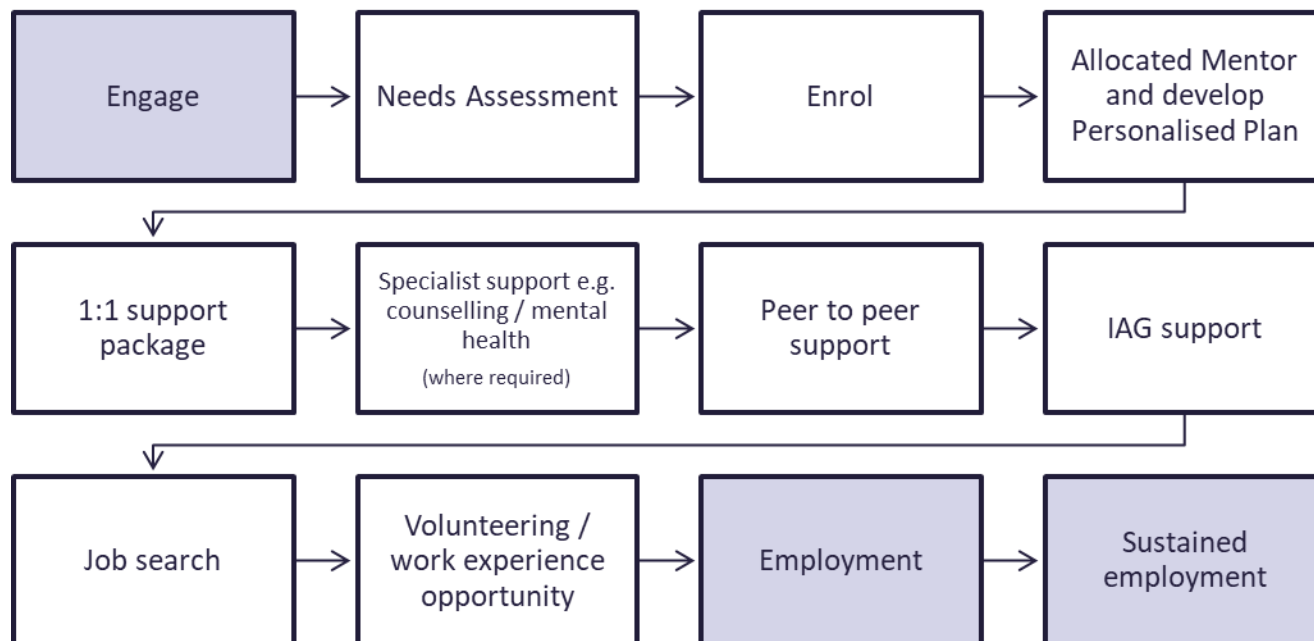 Engage
Needs Assessment
Enrol
Allocated Mentor
and develop
Personalised Plan
1:1 support
package
Specialist support e.g.
counselling / mental
health
(where required)
Peer to peer
support
IAG support
Job search
Volunteering /
work experience
opportunity
Employment
Sustained
employment